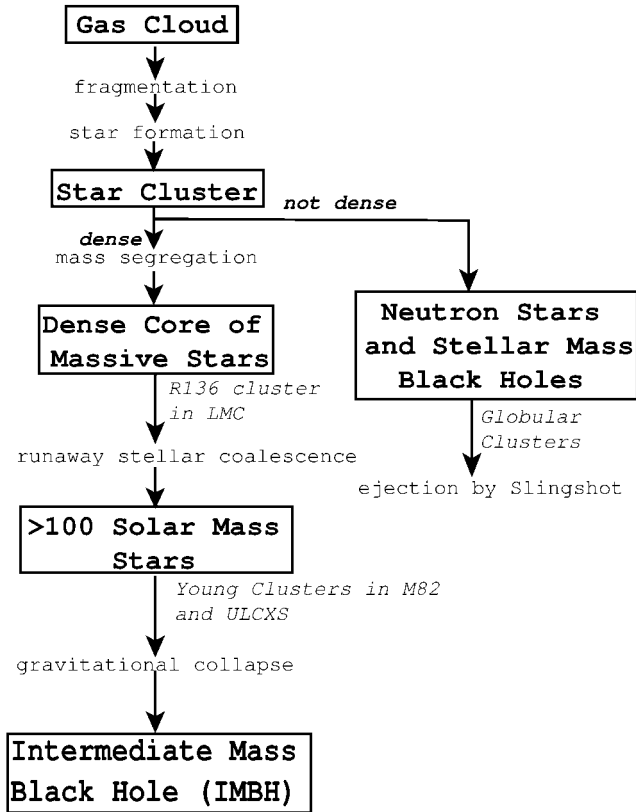 Gas Cloud
fragmentation
star formation
Star Cluster
not dense
dense
mass segregation
Dense Core of
Massive Stars
R136 cluster
in LMC
runaway stellar coalescence
>100 Solar Mass
Stars
Young Clusters in M82
and ULCXS
gravitational collapse
Intermediate Mass
Black Hole (IMBH)
Neutron Stars
and Stellar Mass
Black Holes
Globular
Clusters
ejection by Slingshot